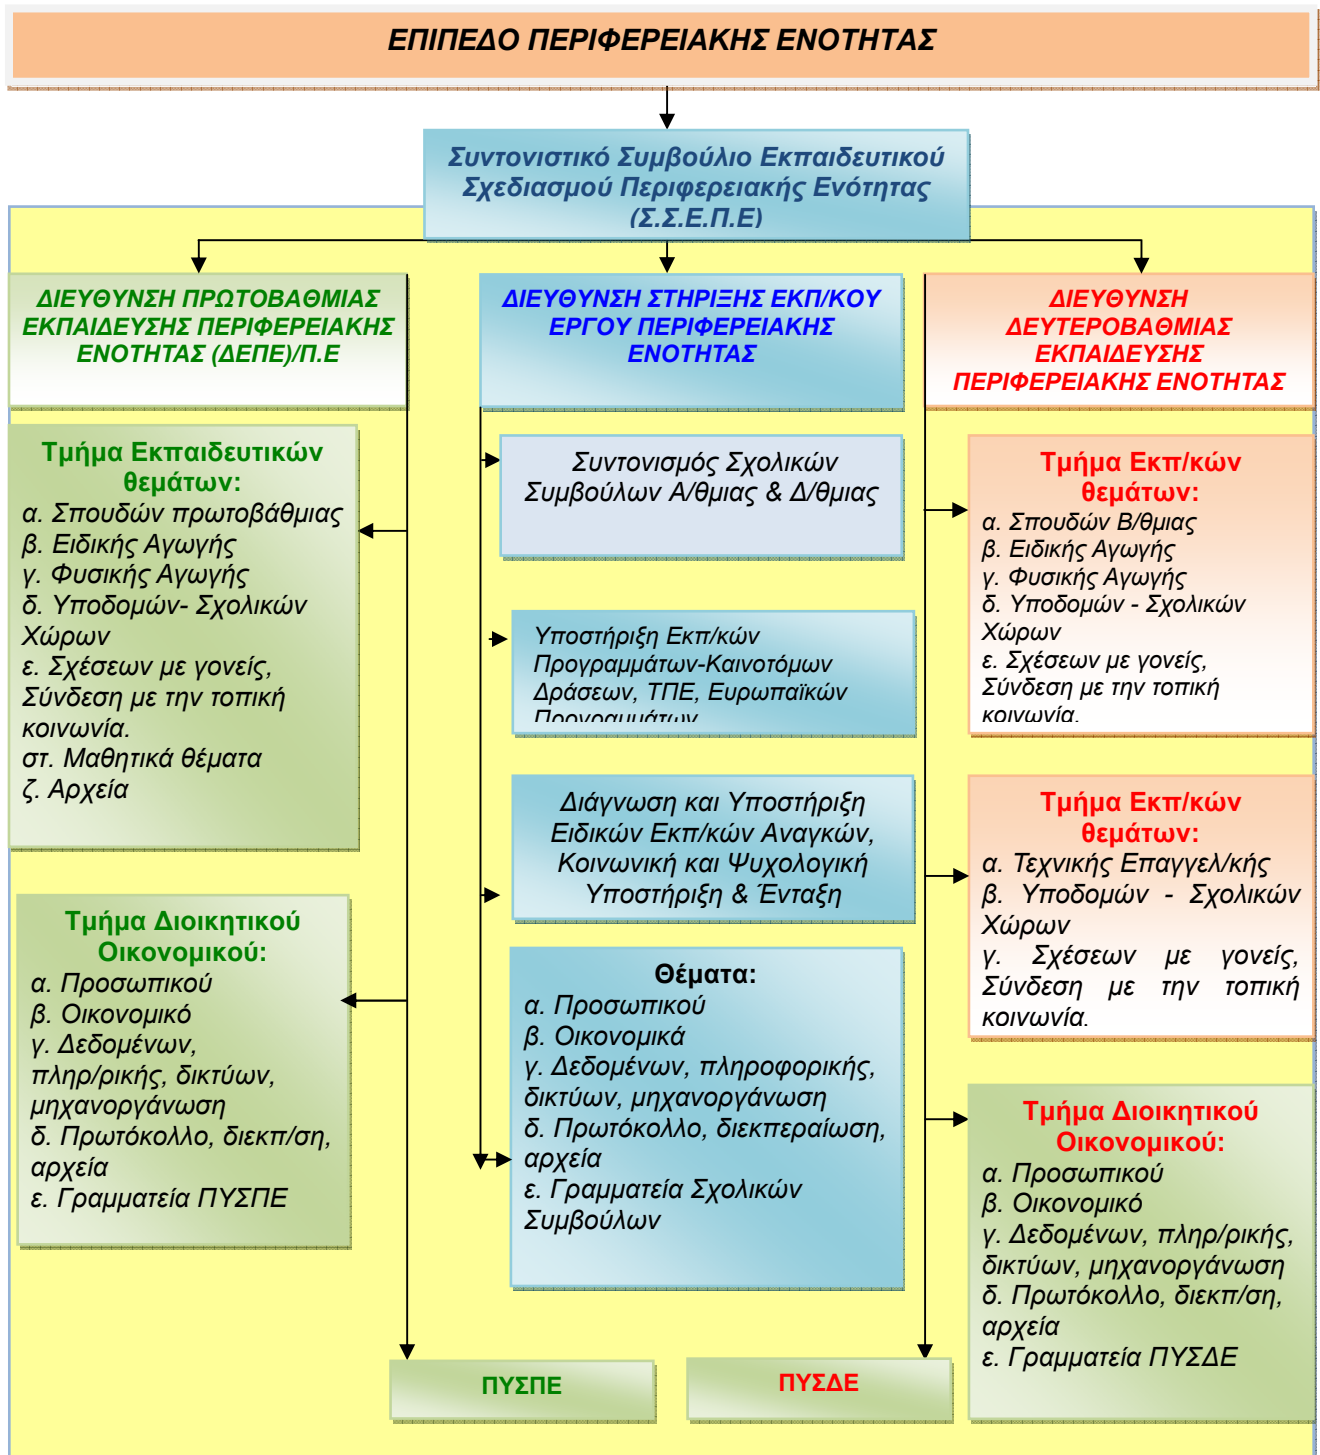 ΕΠΙΠΕΔΟ ΠΕΡΙΦΕΡΕΙΑΚΗΣ ΕΝΟΤΗΤΑΣ
Συντονιστικό Συμβούλιο Εκπαιδευτικού
Σχεδιασμού Περιφερειακής Ενότητας
(Σ.Σ.Ε.Π.Ε)
ΔΙΕΥΘΥΝΣΗ ΠΡΩΤΟΒΑΘΜΙΑΣ
ΕΚΠΑΙΔΕΥΣΗΣ ΠΕΡΙΦΕΡΕΙΑΚΗΣ
ΕΝΟΤΗΤΑΣ (ΔΕΠΕ)/Π.Ε
Τμήμα Εκπαιδευτικών
θεμάτων:
α. Σπουδών πρωτοβάθμιας
β. Ειδικής Αγωγής
γ. Φυσικής Αγωγής
δ. Υποδομών- Σχολικών
Χώρων
ε. Σχέσεων με γονείς,
Σύνδεση με την τοπική
κοινωνία.
στ. Μαθητικά θέματα
ζ. Αρχεία
Τμήμα Διοικητικού
Οικονομικού:
α. Προσωπικού
β. Οικονομικό
γ. Δεδομένων,
πληρ/ρικής, δικτύων,
μηχανοργάνωση
δ. Πρωτόκολλο, διεκπ/ση,
αρχεία
ε. Γραμματεία ΠΥΣΠΕ
ΠΥΣΠΕ
ΔΙΕΥΘΥΝΣΗ ΣΤΗΡΙΞΗΣ ΕΚΠ/ΚΟΥ
ΕΡΓΟΥ ΠΕΡΙΦΕΡΕΙΑΚΗΣ
ΕΝΟΤΗΤΑΣ
Συντονισμός Σχολικών
Συμβούλων Α/θμιας & Δ/θμιας
Υποστήριξη Εκπ/κών
Προγραμμάτων-Καινοτόμων
Δράσεων, ΤΠΕ, Ευρωπαϊκών
Προγραμμάτων
Διάγνωση και Υποστήριξη
Ειδικών Εκπ/κών Αναγκών,
Κοινωνική και Ψυχολογική
Υποστήριξη & Ένταξη
Θέματα:
α. Προσωπικού
β. Οικονομικά
γ. Δεδομένων, πληροφορικής,
δικτύων, μηχανοργάνωση
δ. Πρωτόκολλο, διεκπεραίωση,
αρχεία
ε. Γραμματεία Σχολικών
Συμβούλων
ΔΙΕΥΘΥΝΣΗ
ΔΕΥΤΕΡΟΒΑΘΜΙΑΣ
ΕΚΠΑΙΔΕΥΣΗΣ
ΠΕΡΙΦΕΡΕΙΑΚΗΣ ΕΝΟΤΗΤΑΣ
Τμήμα Εκπ/κών
θεμάτων:
α. Σπουδών Β/θμιας
β. Ειδικής Αγωγής
γ. Φυσικής Αγωγής
δ. Υποδομών - Σχολικών
Χώρων
ε. Σχέσεων με γονείς,
Σύνδεση με την τοπική
κοινωνία.
Τμήμα Εκπ/κών
θεμάτων:
α. Τεχνικής Επαγγελ/κής
β. Υποδομών - Σχολικών
Χώρων
γ. Σχέσεων με γονείς,
Σύνδεση με την τοπική
κοινωνία.
Τμήμα Διοικητικού
Οικονομικού:
α. Προσωπικού
β. Οικονομικό
γ. Δεδομένων, πληρ/ρικής,
δικτύων, μηχανοργάνωση
δ. Πρωτόκολλο, διεκπ/ση,
αρχεία
ε. Γραμματεία ΠΥΣΔΕ
ΠΥΣΔΕ